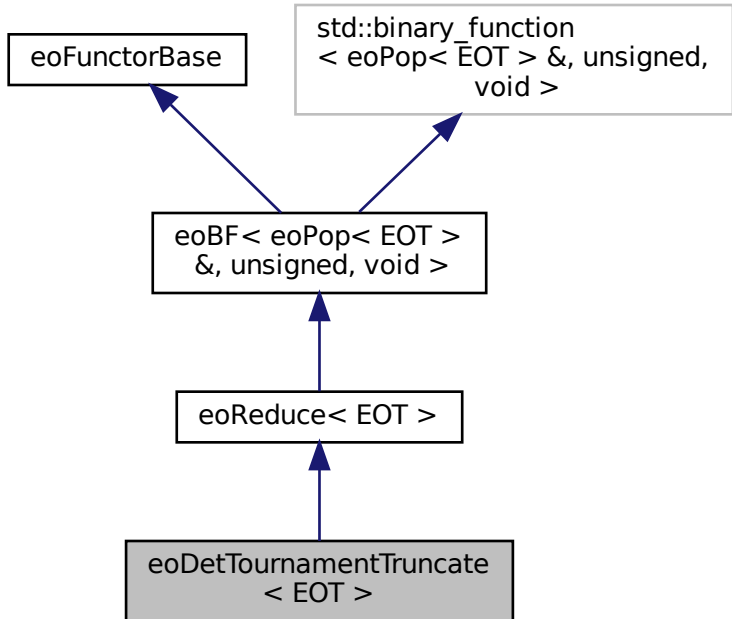 eoFunctorBase
std::binary_function
< eoPop< EOT > &, unsigned,
void >
eoBF< eoPop< EOT >
&, unsigned, void >
eoReduce< EOT >
eoDetTournamentTruncate
< EOT >